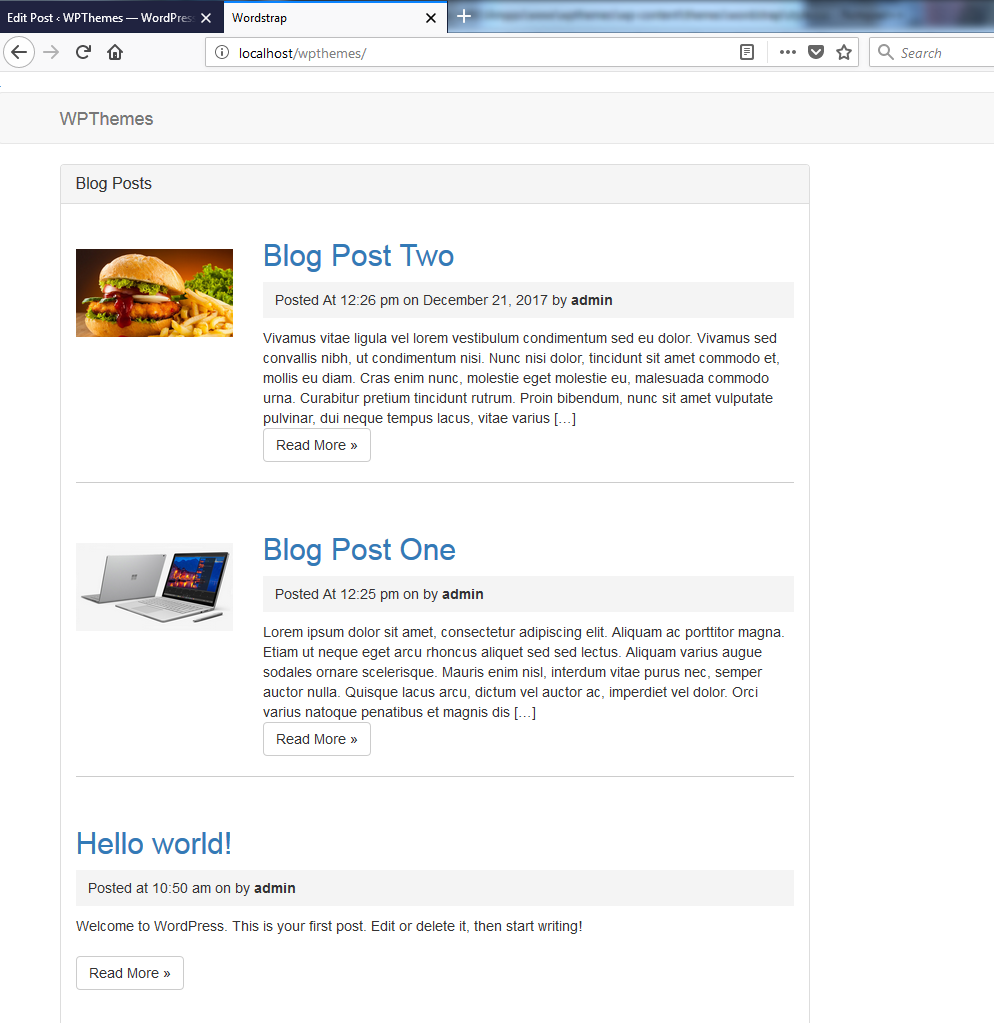 Edit Post ‹ WPThemes — WordPres
Wordstrap
localhost/wpthemes/
Search
WPThemes
Blog Posts
Blog Post Two
Posted At 12:26 pm on December 21, 2017 by admin
Vivamus vitae ligula vel lorem vestibulum condimentum sed eu dolor. Vivamus sed
convallis nibh, ut condimentum nisi. Nunc nisi dolor, tincidunt sit amet commodo et,
mollis eu diam. Cras enim nunc, molestie eget molestie eu, malesuada commodo
urna. Curabitur pretium tincidunt rutrum. Proin bibendum, nunc sit amet vulputate
pulvinar, dui neque tempus lacus, vitae varius […]
Read More »
Blog Post One
Posted At 12:25 pm on by admin
Lorem ipsum dolor sit amet, consectetur adipiscing elit. Aliquam ac porttitor magna.
Etiam ut neque eget arcu rhoncus aliquet sed sed lectus. Aliquam varius augue
sodales ornare scelerisque. Mauris enim nisl, interdum vitae purus nec, semper
auctor nulla. Quisque lacus arcu, dictum vel auctor ac, imperdiet vel dolor. Orci
varius natoque penatibus et magnis dis […]
Read More »
Hello world!
Posted at 10:50 am on by admin
Welcome to WordPress. This is your first post. Edit or delete it, then start writing!
Read More »